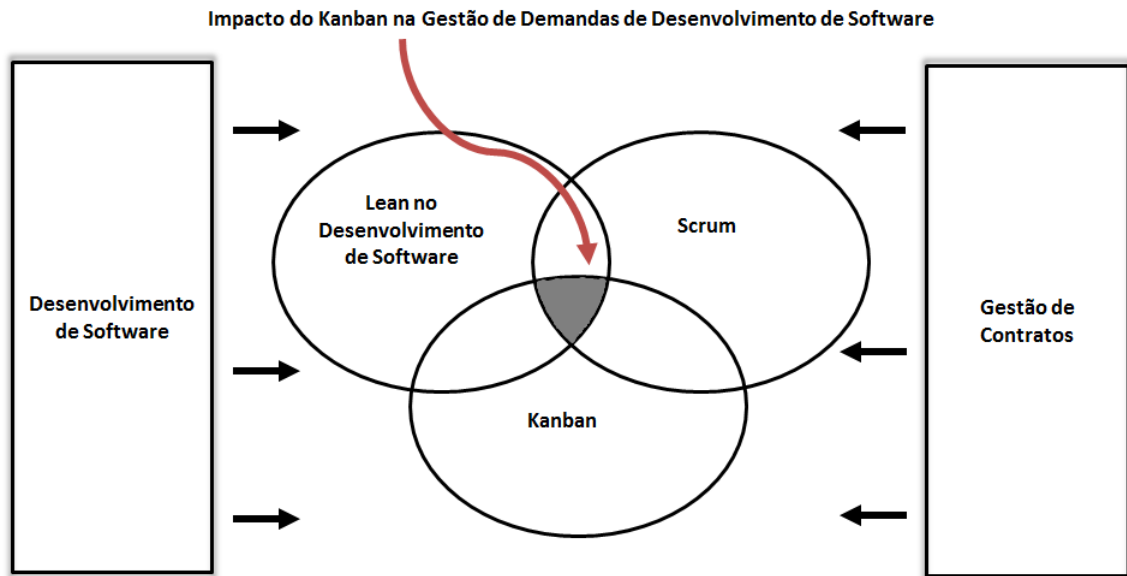 Impacto do Kanban na Gestão de Demandas de Desenvolvimento de Software
Lean no
Desenvolvimento
de Software
Scrum
Desenvolvimento
de Software
Gestão de
Contratos
Kanban